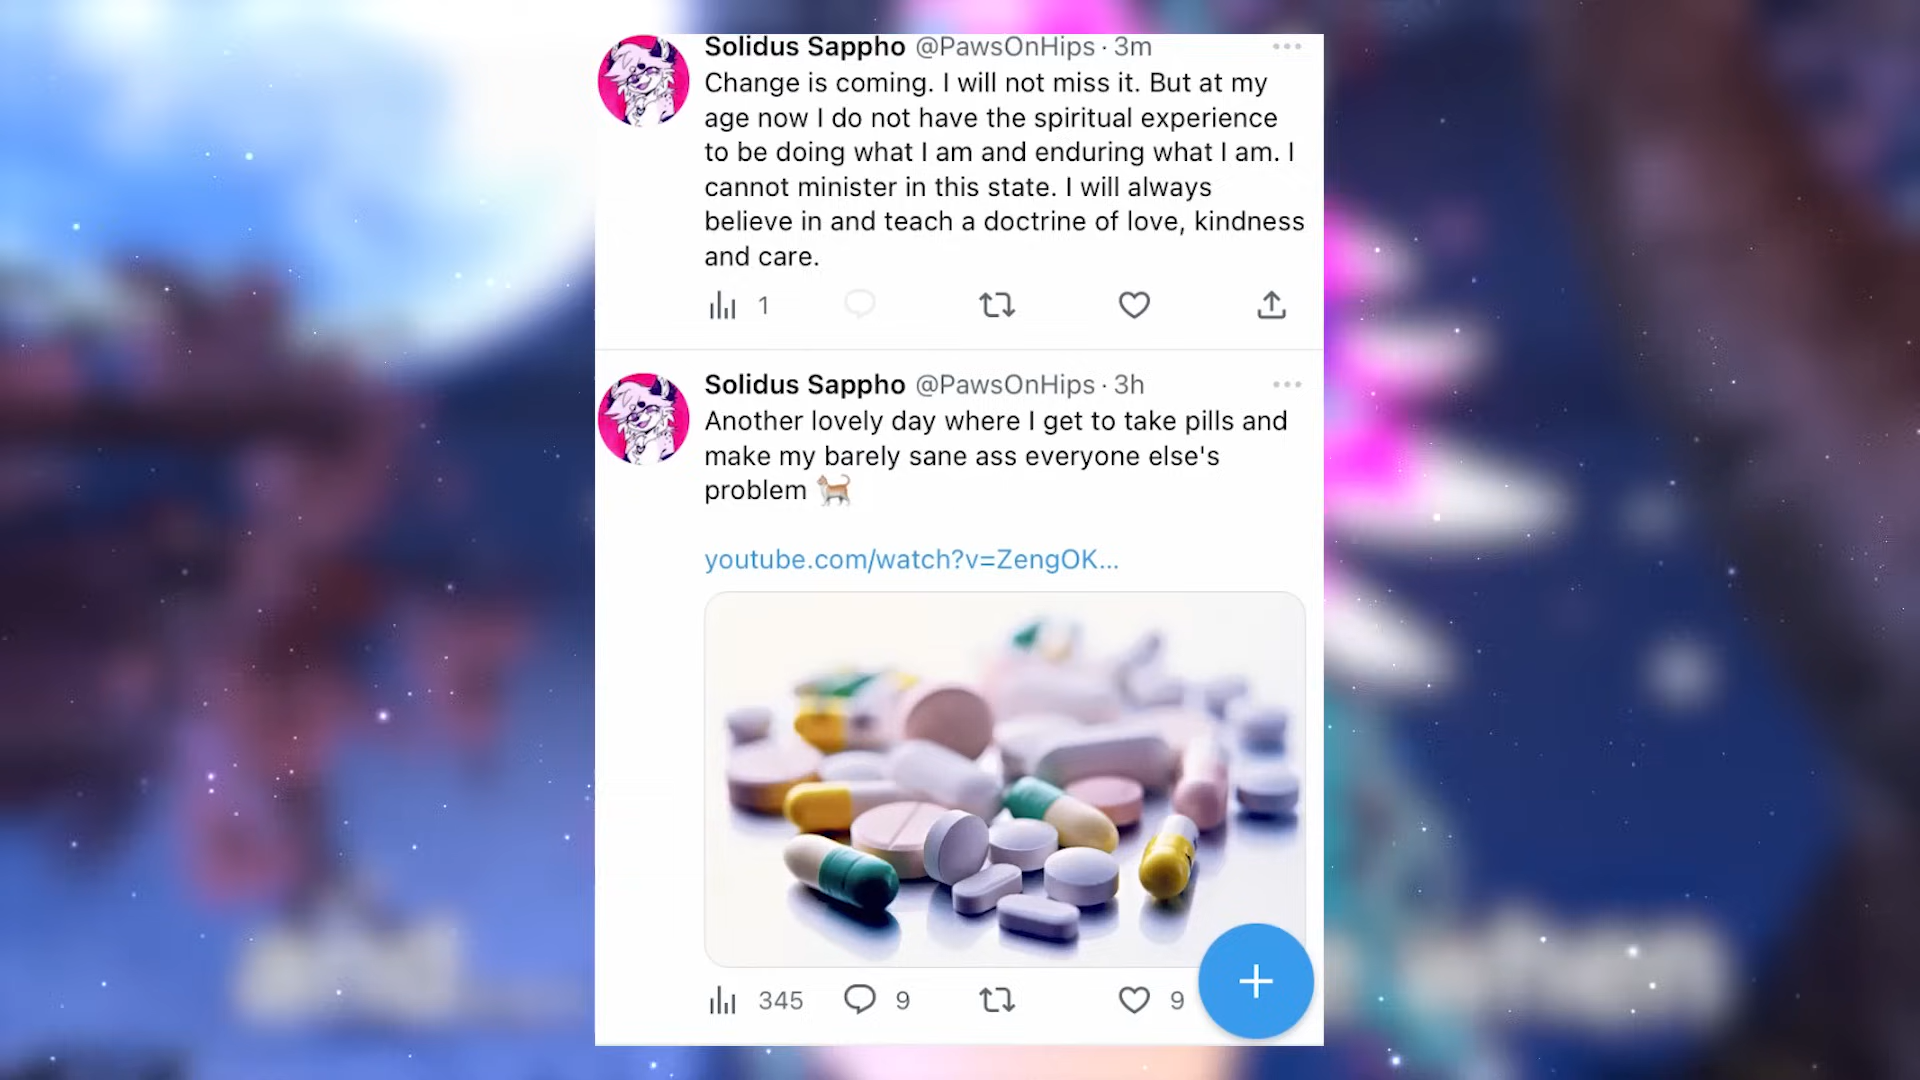 Solidus Sappho @PawsOnHips · 3m
Change is coming. I will not miss it. But at my
age now I do not have the spiritual experience
to be doing what I am and enduring what I am. I
cannot minister in this state. I will always
believe in and teach a doctrine of love, kindness
and care.
1
Solidus Sappho @PawsOnHips · 3h
Another lovely day where I get to take pills and
make my barely sane ass everyone else's
problem 🐈
youtube.com/watch?v=ZengOK...
345 9 9